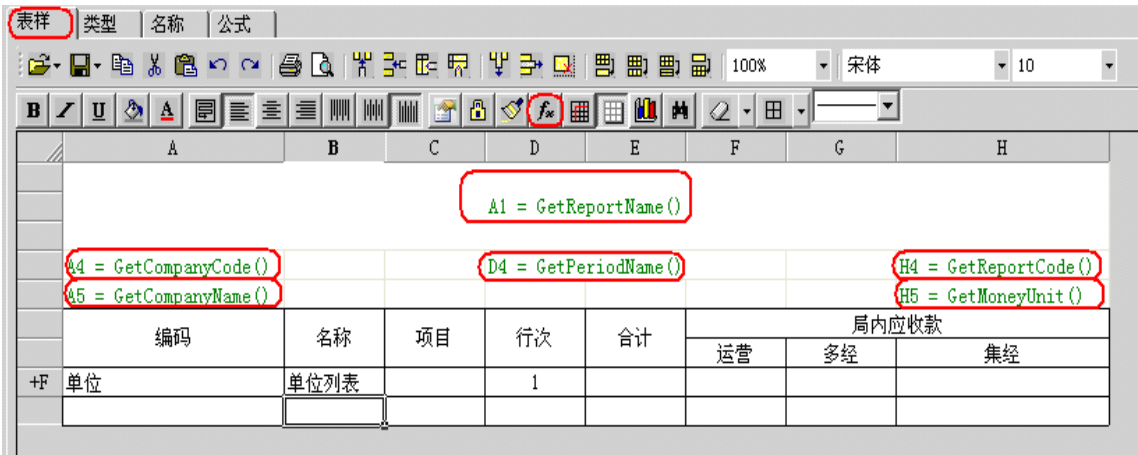 表样 类型 名称 公式
100% 宋体 10
B I U A fx
A B C D E F G H
A1 = GetReportName()
A4 = GetCompanyCode() D4 = GetPeriodName() H4 = GetReportCode()
A5 = GetCompanyName() H5 = GetMoneyUnit()
编码 名称 项目 行次 合计 局内应收款
运营 多经 集经
+F 单位 单位列表 1